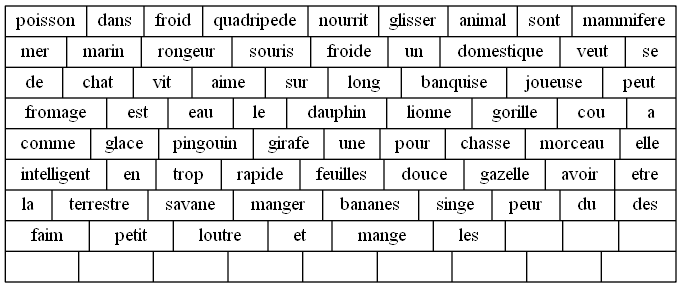 poisson dans froid quadripede nourrit glisser animal sont mammifere
mer marin rongeur souris froide un domestique veut se
de chat vit aime sur long banquise joueuse peut
fromage est eau le dauphin lionne gorille cou a
comme glace pingouin girafe une pour chasse morceau elle
intelligent en trop rapide feuilles douce gazelle avoir etre
la terrestre savane manger bananes singe peur du des
faim petit loutre et mange les